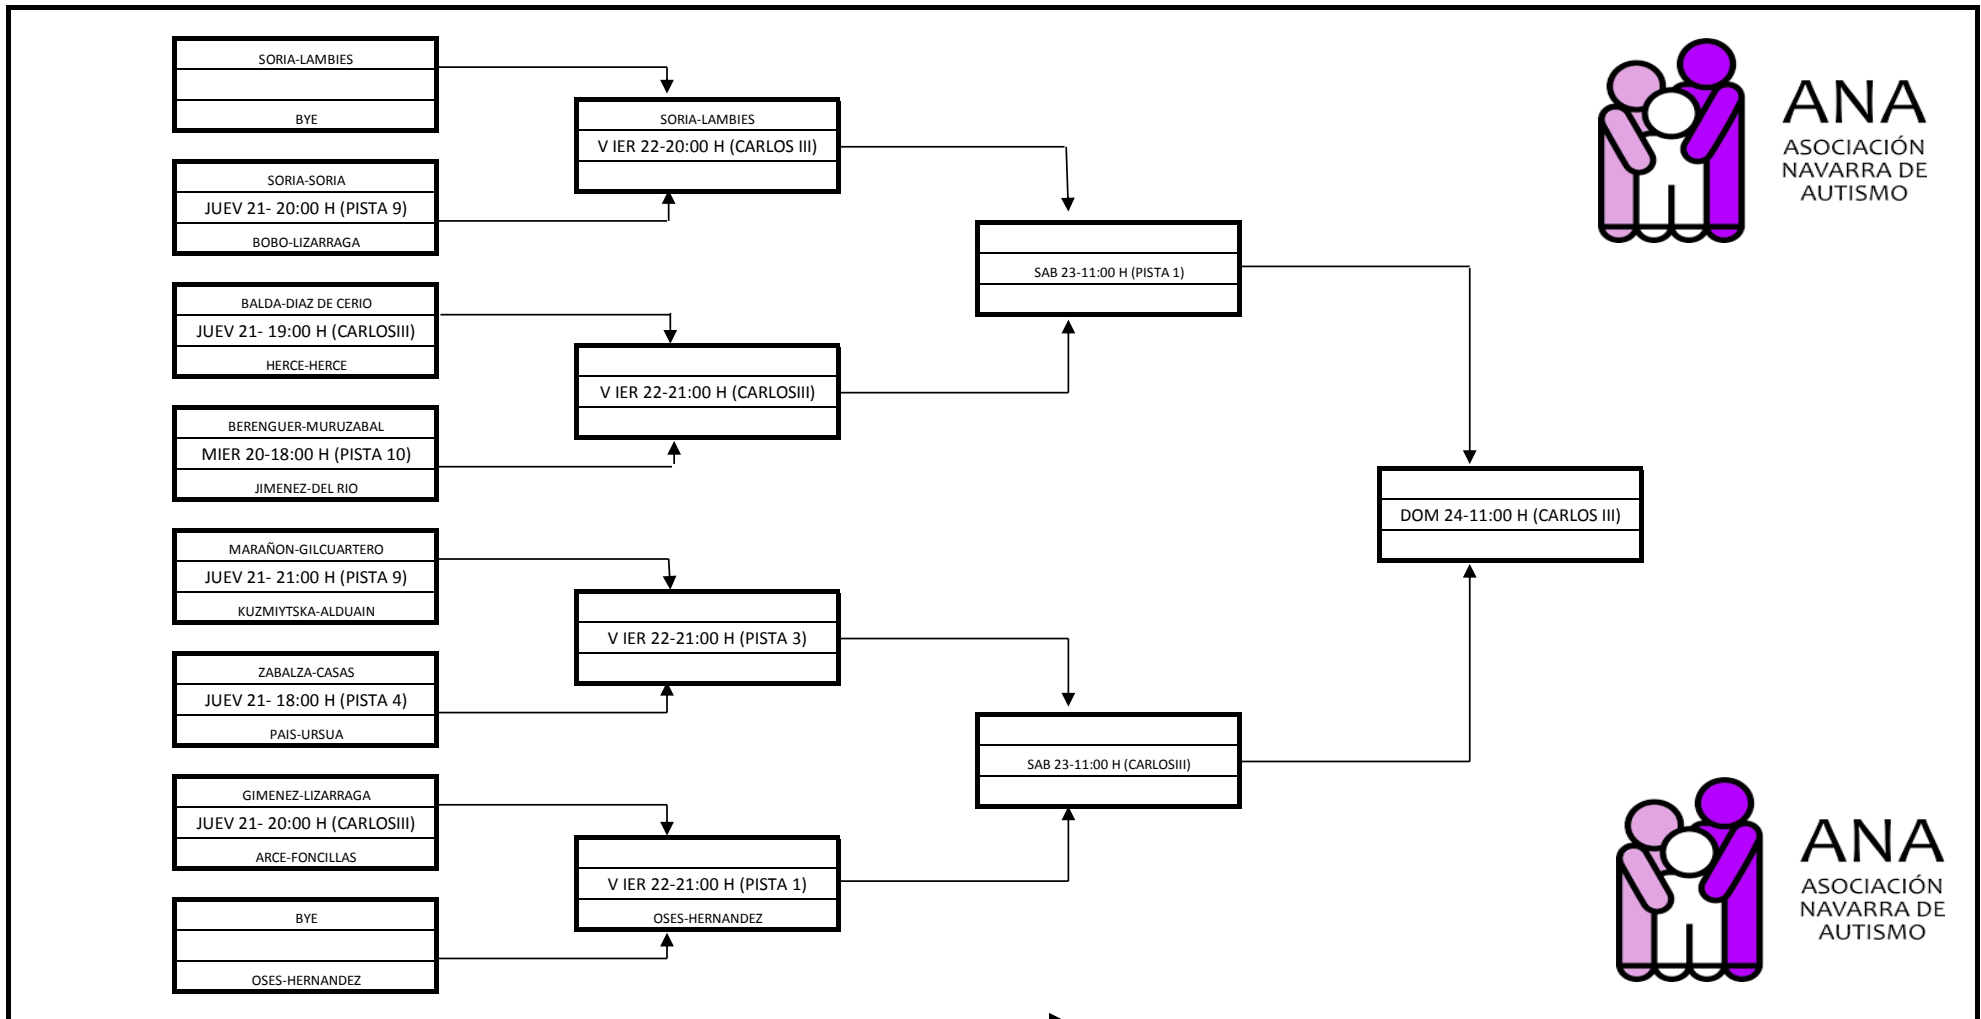 SORIA-LAMBIES
BYE
SORIA-SORIA
JUEV 21- 20:00 H (PISTA 9)
BOBO-LIZARRAGA
BALDA-DIAZ DE CERIO
JUEV 21- 19:00 H (CARLOSIII)
HERCE-HERCE
BERENGUER-MURUZABAL
MIER 20-18:00 H (PISTA 10)
JIMENEZ-DEL RIO
MARAÑON-GILCUARTERO
JUEV 21- 21:00 H (PISTA 9)
KUZMIYTSKA-ALDUAIN
ZABALZA-CASAS
JUEV 21- 18:00 H (PISTA 4)
PAIS-URSUA
GIMENEZ-LIZARRAGA
JUEV 21- 20:00 H (CARLOSIII)
ARCE-FONCILLAS
BYE
OSES-HERNANDEZ
SORIA-LAMBIES
V IER 22-20:00 H (CARLOS III)
V IER 22-21:00 H (CARLOSIII)
V IER 22-21:00 H (PISTA 3)
V IER 22-21:00 H (PISTA 1)
OSES-HERNANDEZ
SAB 23-11:00 H (PISTA 1)
SAB 23-11:00 H (CARLOSIII)
DOM 24-11:00 H (CARLOS III)
ANA
ASOCIACIÓN
NAVARRA DE
AUTISMO
ANA
ASOCIACIÓN
NAVARRA DE
AUTISMO